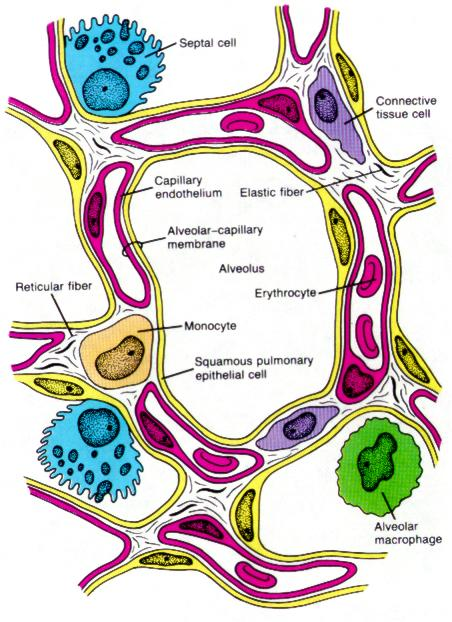 Septal cell
Connective
tissue cell
Capillary
endothelium
Elastic fiber
Alveolar–capillary
membrane
Alveolus
Reticular fiber
Erythrocyte
Monocyte
Squamous pulmonary
epithelial cell
Alveolar
macrophage